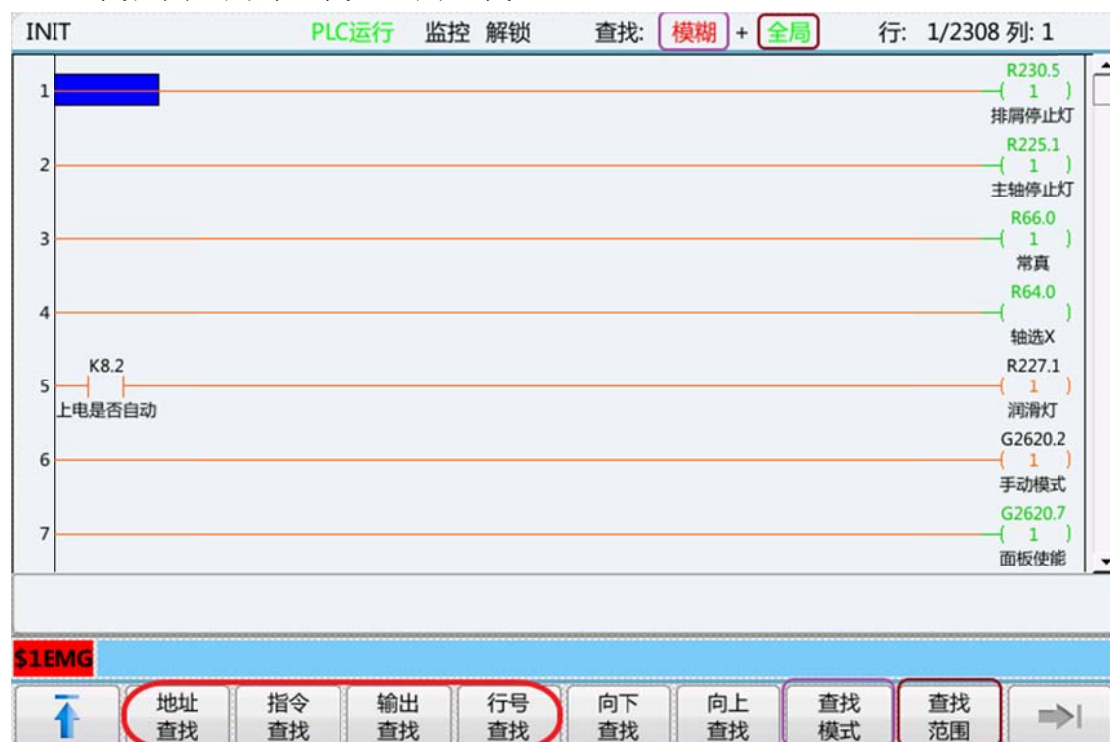 INIT PLC运行 监控 解锁 查找: 模糊 + 全局 行: 1/2308 列: 1
R230.5
1 ( 1 )
排屑停止灯
R225.1
2 ( 1 )
主轴停止灯
R66.0
3 ( 1 )
常真
R64.0
4 ( )
轴选X
K8.2 R227.1
5 ( 1 )
上电是否自动 润滑灯
G2620.2
6 ( 1 )
手动模式
G2620.7
7 ( 1 )
面板使能
$1EMG
地址 指令 输出 行号 向下 向上 查找 查找
查找 查找 查找 查找 查找 查找 模式 范围